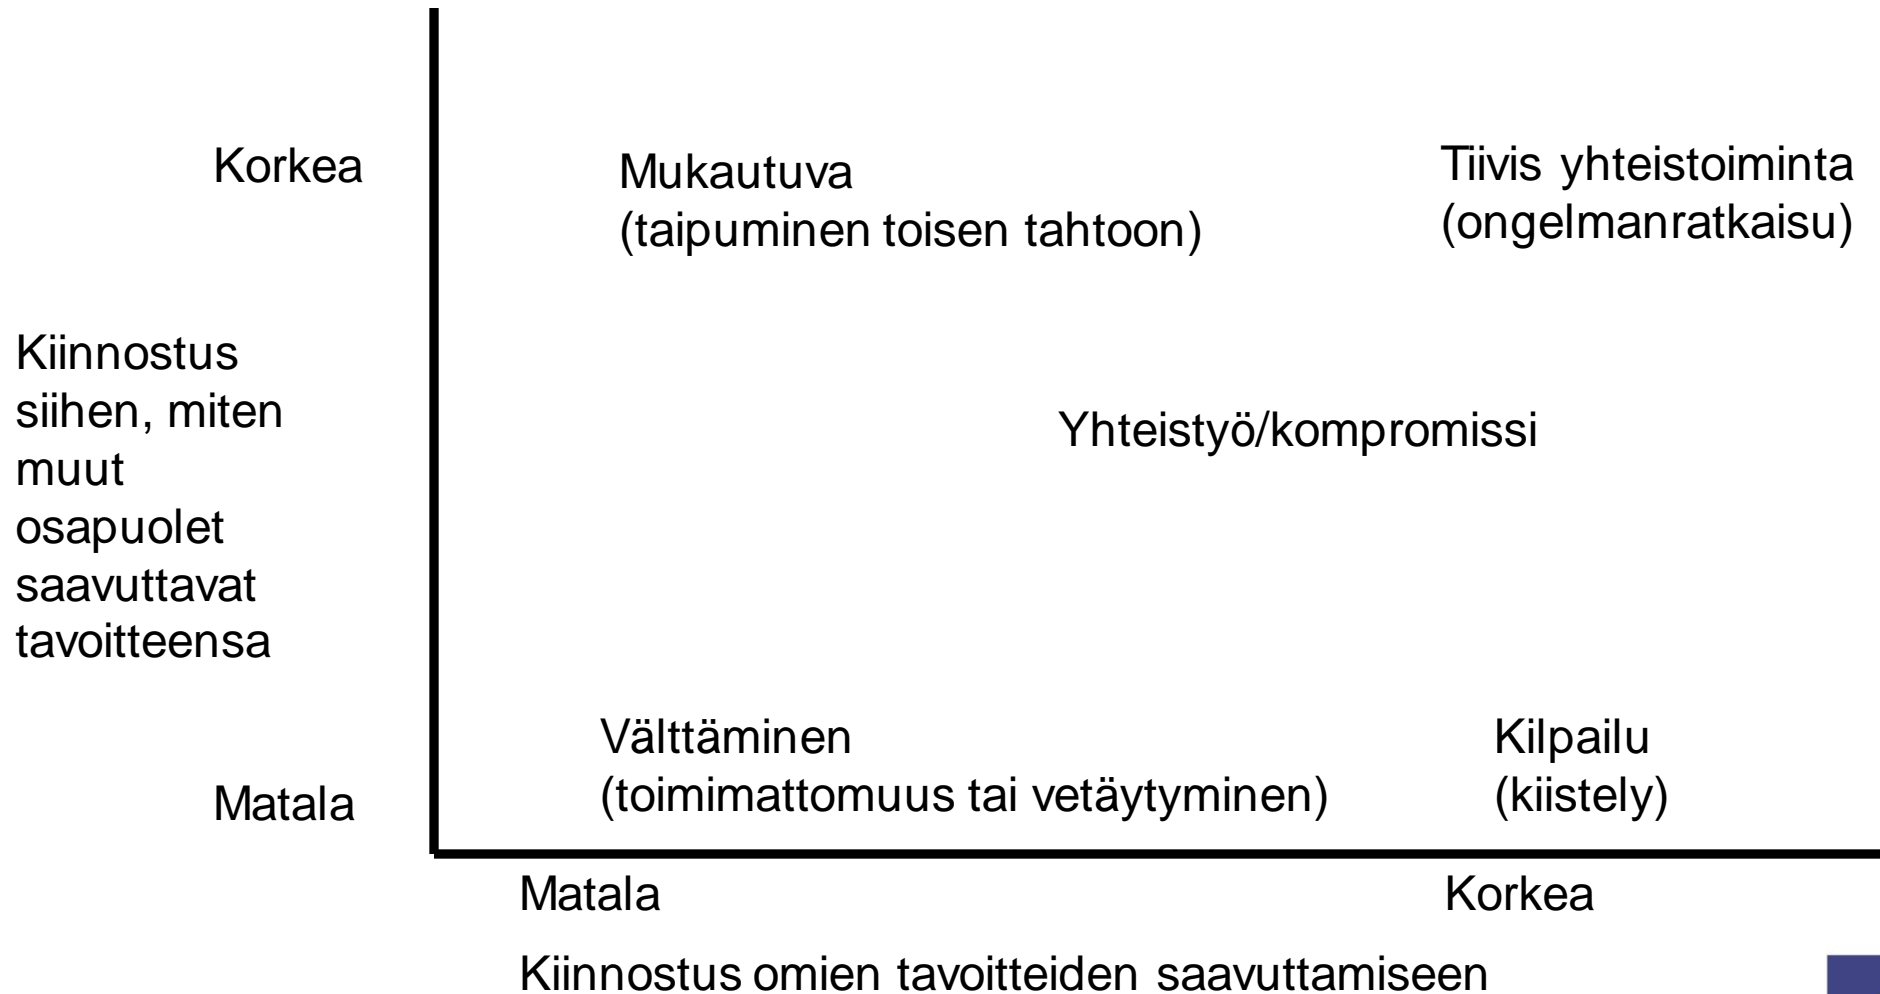 Korkea
Mukautuva
(taipuminen toisen tahtoon)
Tiivis yhteistoiminta
(ongelmanratkaisu)
Kiinnostus
siihen, miten
muut
osapuolet
saavuttavat
tavoitteensa
Yhteistyö/kompromissi
Välttäminen
(toimimattomuus tai vetäytyminen)
Kilpailu
(kiistely)
Matala
Matala
Korkea
Kiinnostus omien tavoitteiden saavuttamiseen